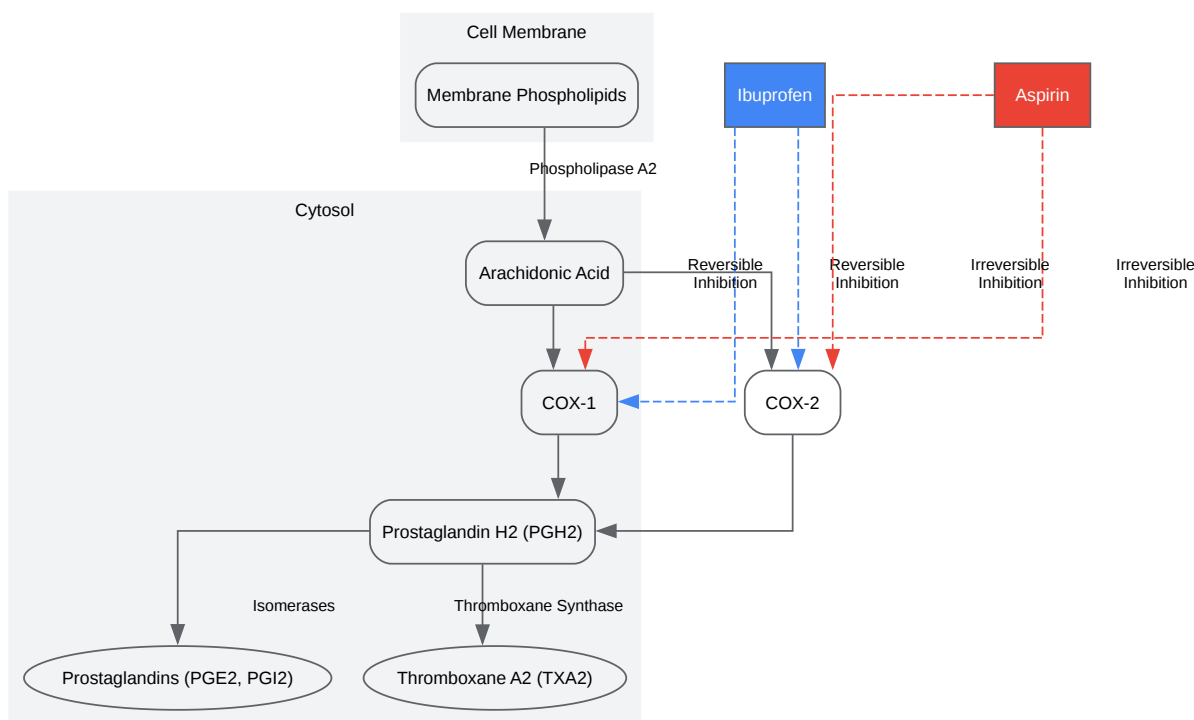 Cell Membrane
Membrane Phospholipids
Ibuprofen
Aspirin
Phospholipase A2
Cytosol
Arachidonic Acid
Reversible
Inhibition
Reversible
Inhibition
Irreversible
Inhibition
Irreversible
Inhibition
COX-1
COX-2
Prostaglandin H2 (PGH2)
Isomerases
Thromboxane Synthase
Prostaglandins (PGE2, PGI2)
Thromboxane A2 (TXA2)